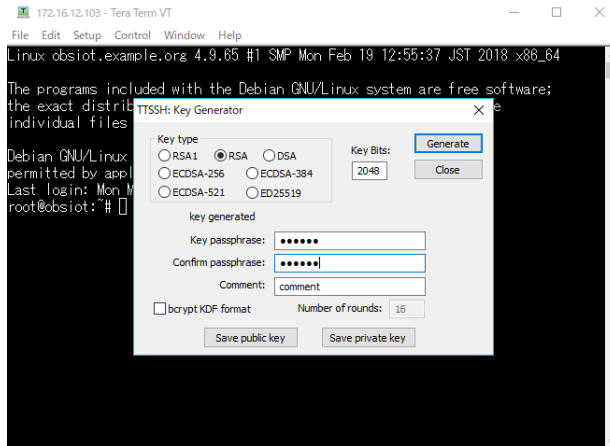 172.16.12.103 - Tera Term VT
File Edit Setup Control Window Help
Linux obsiot.example.org 4.9.65 #1 SMP Mon Feb 19 12:55:37 JST 2018 x86_64
The programs included with the Debian GNU/Linux system are free software;
the exact distrib
individual files
Debian GNU/Linux
permitted by appl
Last login: Mon M
root@obsiot:~#
TTSSH: Key Generator
Key type
RSA1 RSA DSA
ECDSA-256 ECDSA-384
ECDSA-521 ED25519
Key Bits:
2048
Generate
Close
key generated
Key passphrase: ●●●●●●
Confirm passphrase: ●●●●●●
Comment: comment
bcrypt KDF format Number of rounds: 16
Save public key Save private key